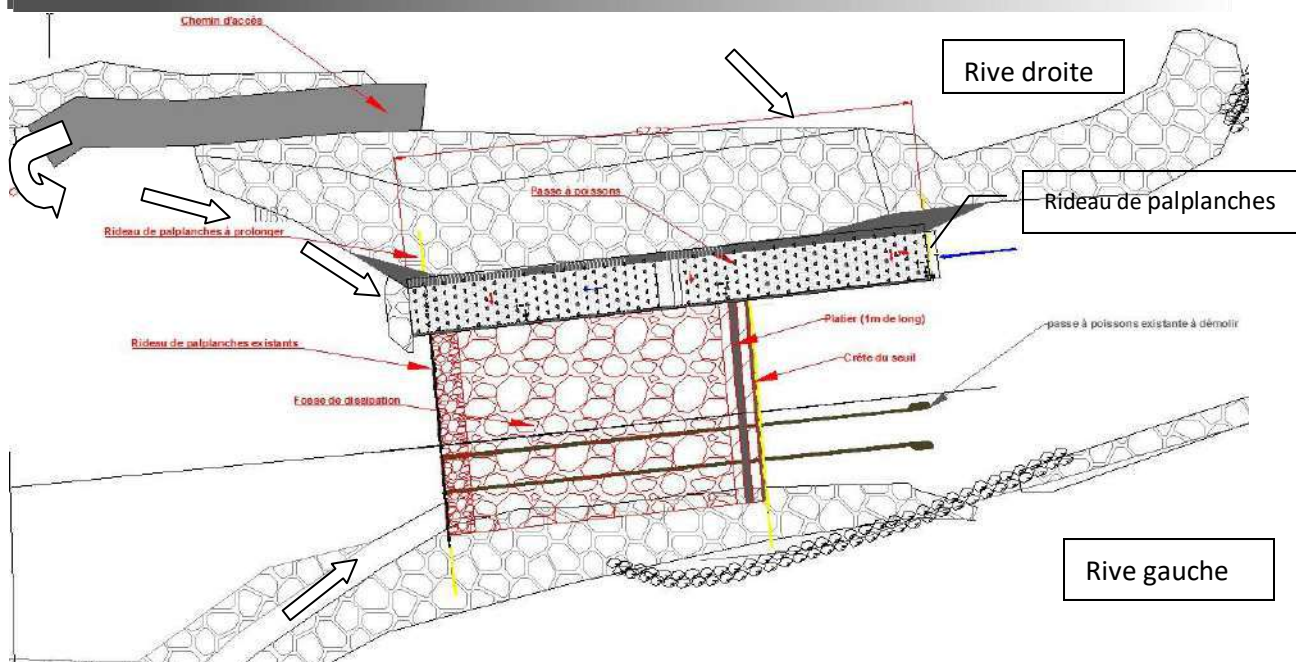 Chemin d'accès
Rive droite
Passe à poissons
Rideau de palplanches
Rideau de palplanches à prolonger
Platier (1m de long)
passe à poissons existante à démolir
Rideau de palplanches existants
Crête du seuil
Fosse de dissipation
Rive gauche